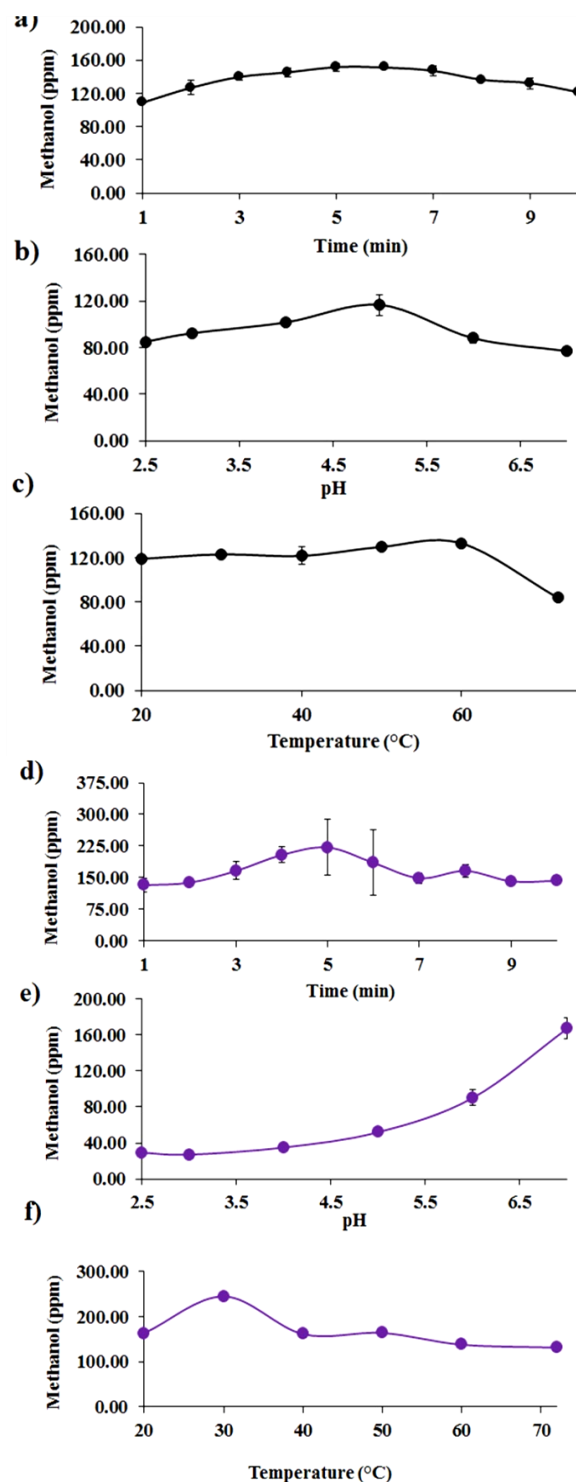 a)
200.00
160.00
120.00
80.00
40.00
0.00
Methanol (ppm)
1 3 5 7 9
Time (min)
b)
160.00
120.00
80.00
40.00
0.00
Methanol (ppm)
2.5 3.5 4.5 5.5 6.5
pH
c)
160.00
120.00
80.00
40.00
0.00
Methanol (ppm)
20 40 60
Temperature (°C)
d)
375.00
300.00
225.00
150.00
75.00
0.00
Methanol (ppm)
1 3 5 7 9
Time (min)
e)
200.00
160.00
120.00
80.00
40.00
0.00
Methanol (ppm)
2.5 3.5 4.5 5.5 6.5
pH
f)
300.00
200.00
100.00
0.00
Methanol (ppm)
20 30 40 50 60 70
Temperature (°C)